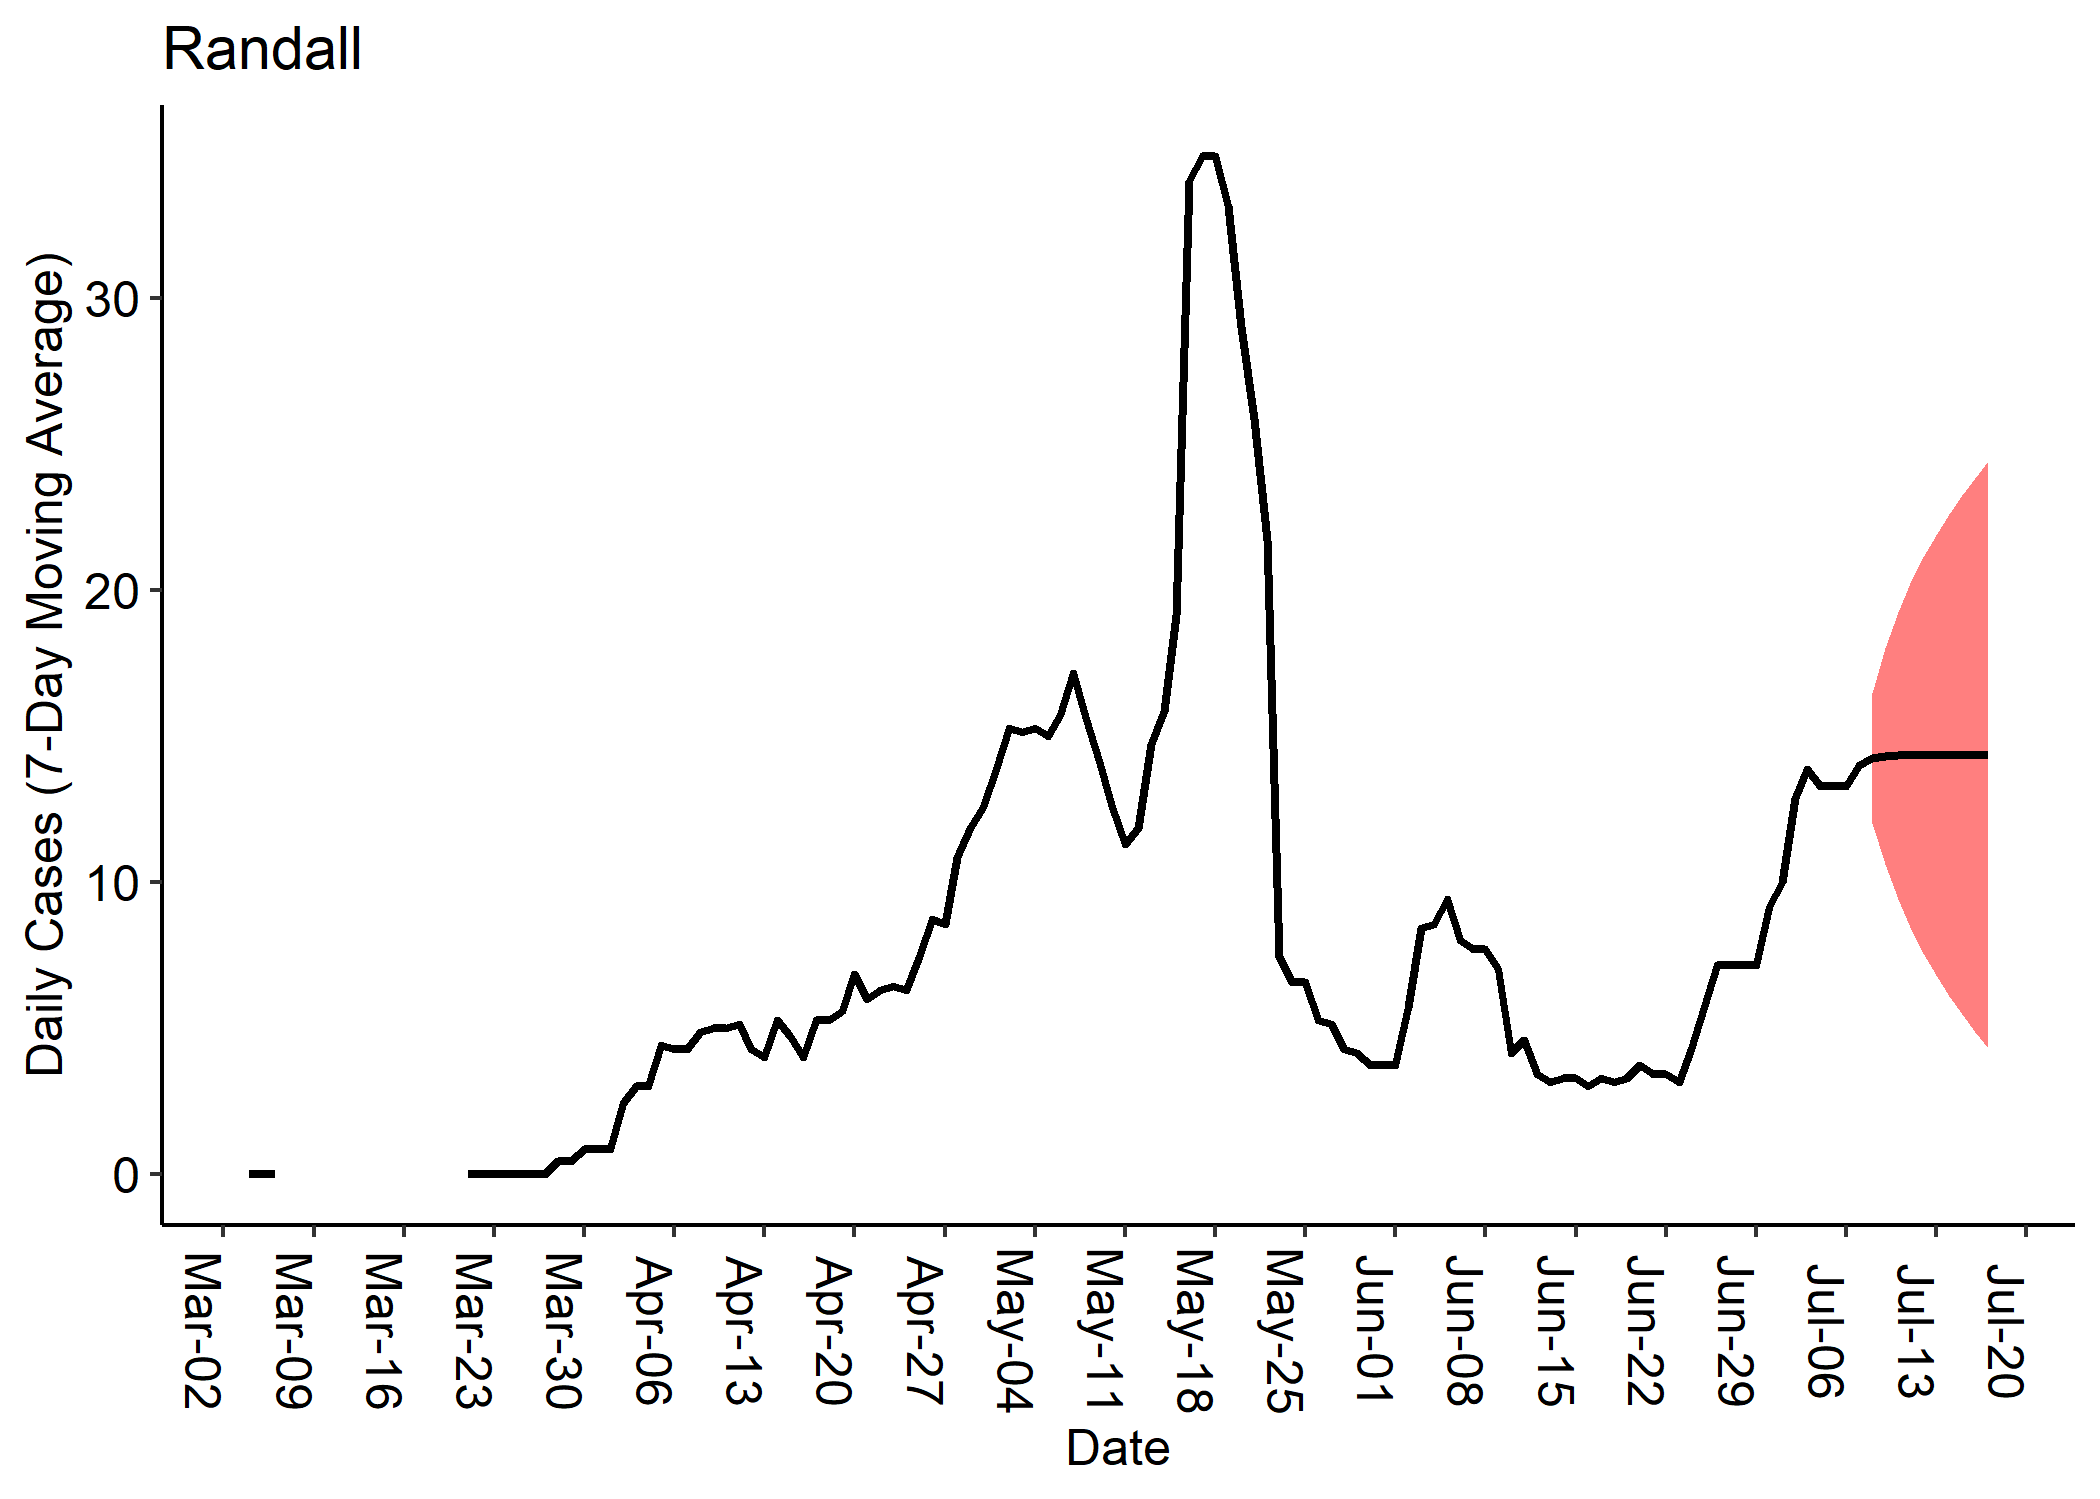 Randall
Daily Cases (7-Day Moving Average)
30
20
10
0
Mar-02
Mar-09
Mar-16
Mar-23
Mar-30
Apr-06
Apr-13
Apr-20
Apr-27
May-04
May-11
May-18
May-25
Jun-01
Jun-08
Jun-15
Jun-22
Jun-29
Jul-06
Jul-13
Jul-20
Date